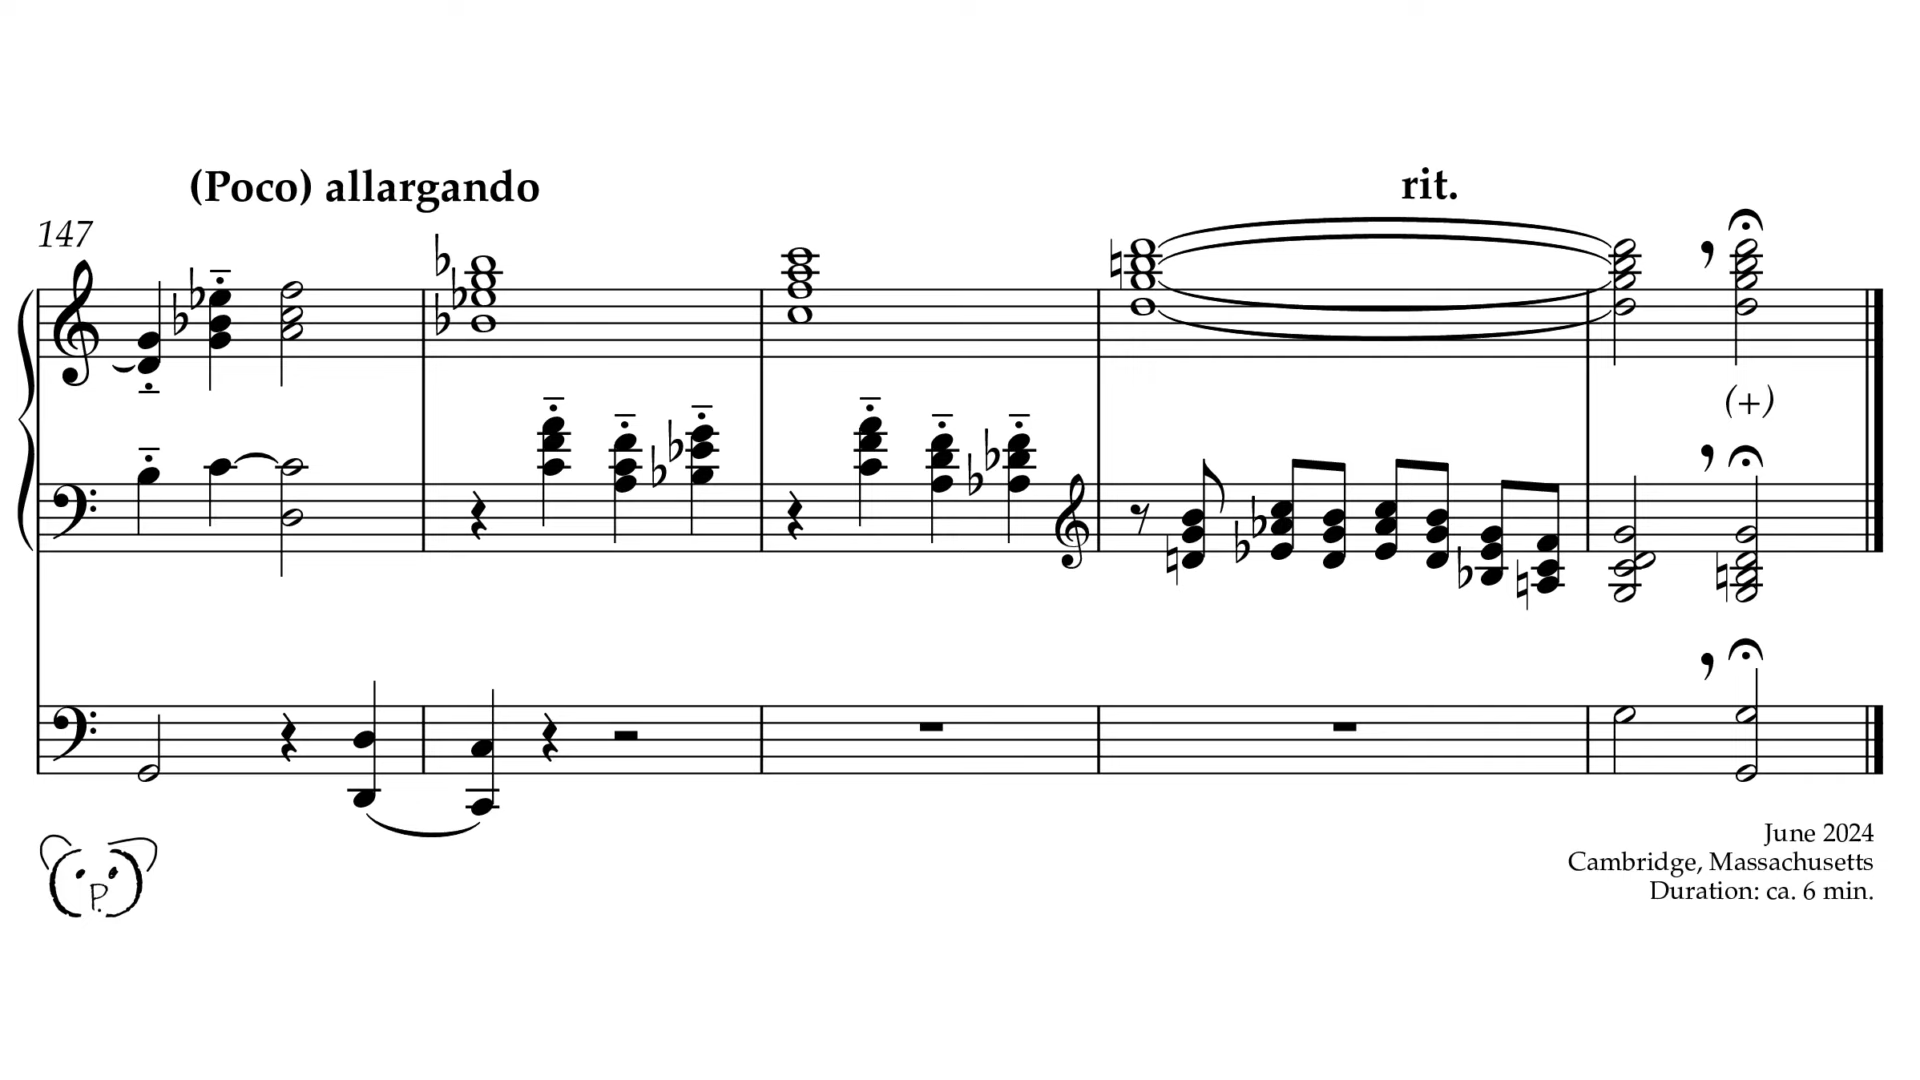 (Poco) allargando
rit.
147
(+)
June 2024
Cambridge, Massachusetts
Duration: ca. 6 min.
P.